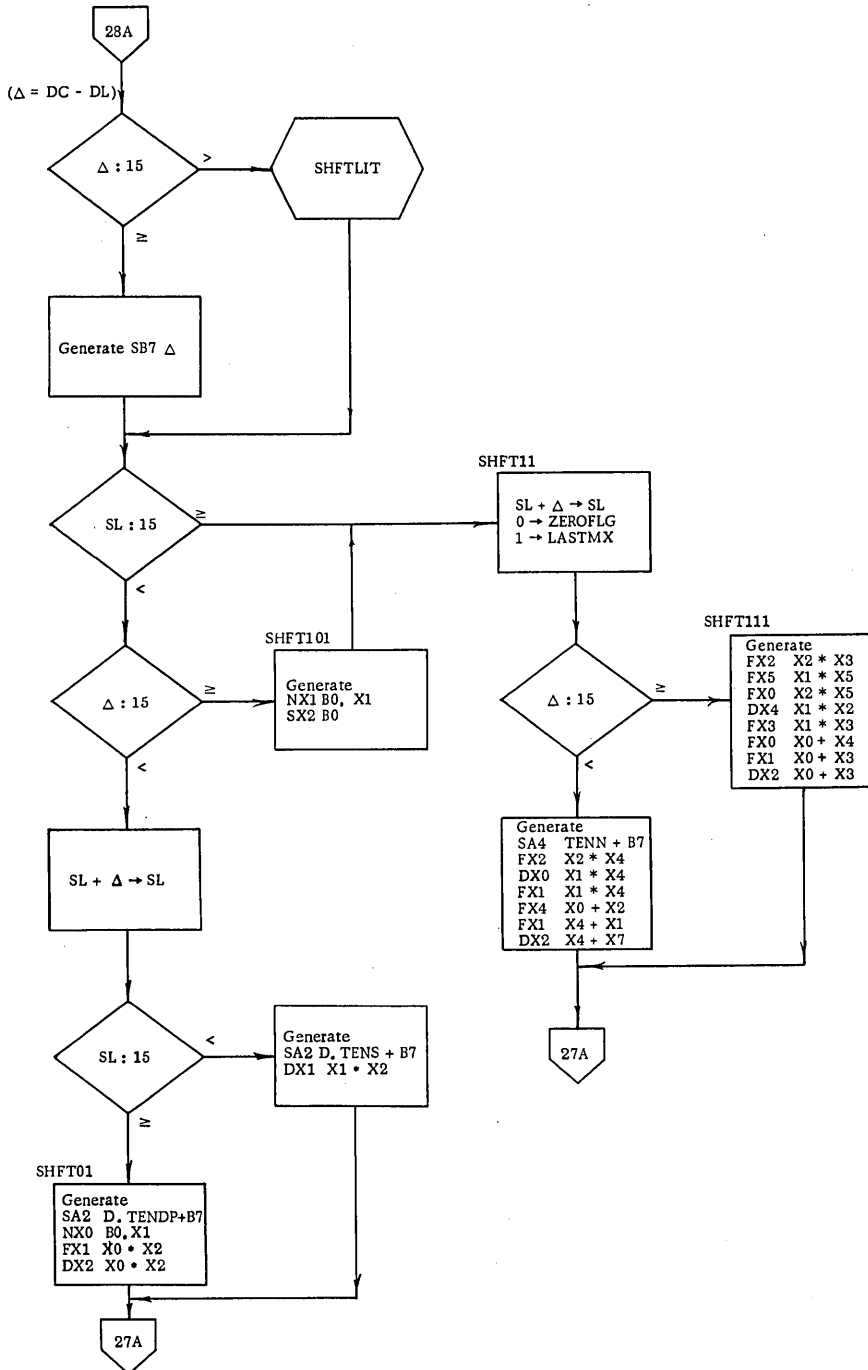 28A
(Δ = DC - DL)
Δ : 15
>
SHFTLIT
≥
Generate SB7 Δ
SHFT11
SL : 15
≥
SL + Δ → SL
0 → ZEROFLG
1 → LASTMX
<
SHFT101
SHFT111
Δ : 15
≥
Generate
NX1 B0, X1
SX2 B0
Δ : 15
≥
Generate
FX2 X2 * X3
FX5 X1 * X5
FX0 X2 * X5
DX4 X1 * X2
FX3 X1 * X3
FX0 X0 + X4
FX1 X0 + X3
DX2 X0 + X3
<
<
SL + Δ → SL
Generate
SA4 TENN + B7
FX2 X2 * X4
DX0 X1 * X4
FX1 X1 * X4
FX4 X0 + X2
FX1 X4 + X1
DX2 X4 + X7
SL : 15
<
Generate
SA2 D. TENS + B7
DX1 X1 * X2
27A
≥
SHFT01
Generate
SA2 D. TENDP+B7
NX0 B0, X1
FX1 X0 * X2
DX2 X0 * X2
27A